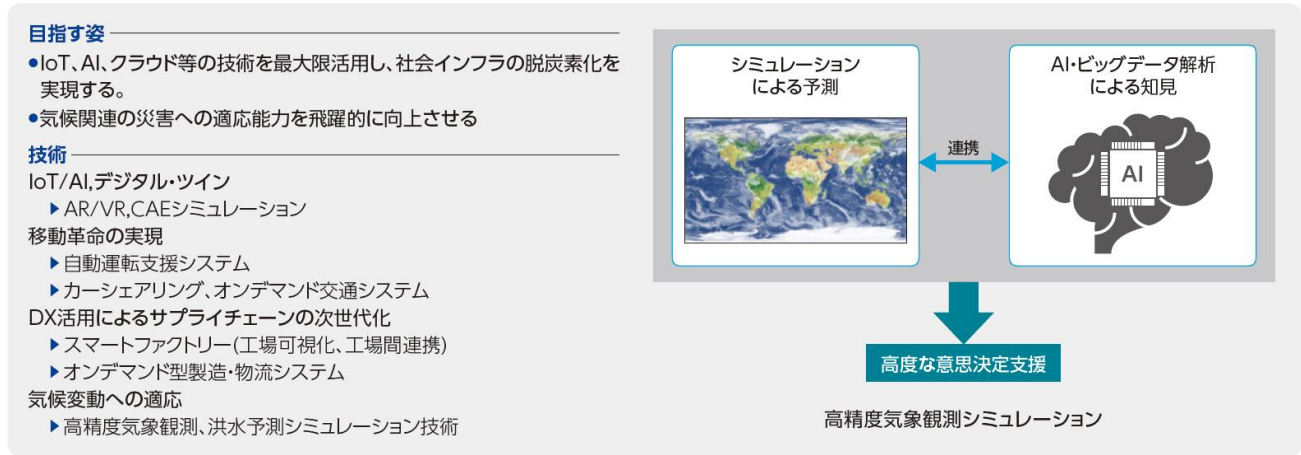 目指す姿
●IoT、AI、クラウド等の技術を最大限活用し、社会インフラの脱炭素化を
実現する。
●気候関連の災害への適応能力を飛躍的に向上させる
技術
IoT/AI,デジタル・ツイン
▶AR/VR,CAEシミュレーション
移動革命の実現
▶自動運転支援システム
▶カーシェアリング、オンデマンド交通システム
DX活用によるサプライチェーンの次世代化
▶スマートファクトリー(工場可視化、工場間連携)
▶オンデマンド型製造・物流システム
気候変動への適応
▶高精度気象観測、洪水予測シミュレーション技術
シミュレーション
による予測
連携
AI・ビッグデータ解析
による知見
AI
高度な意思決定支援
高精度気象観測シミュレーション